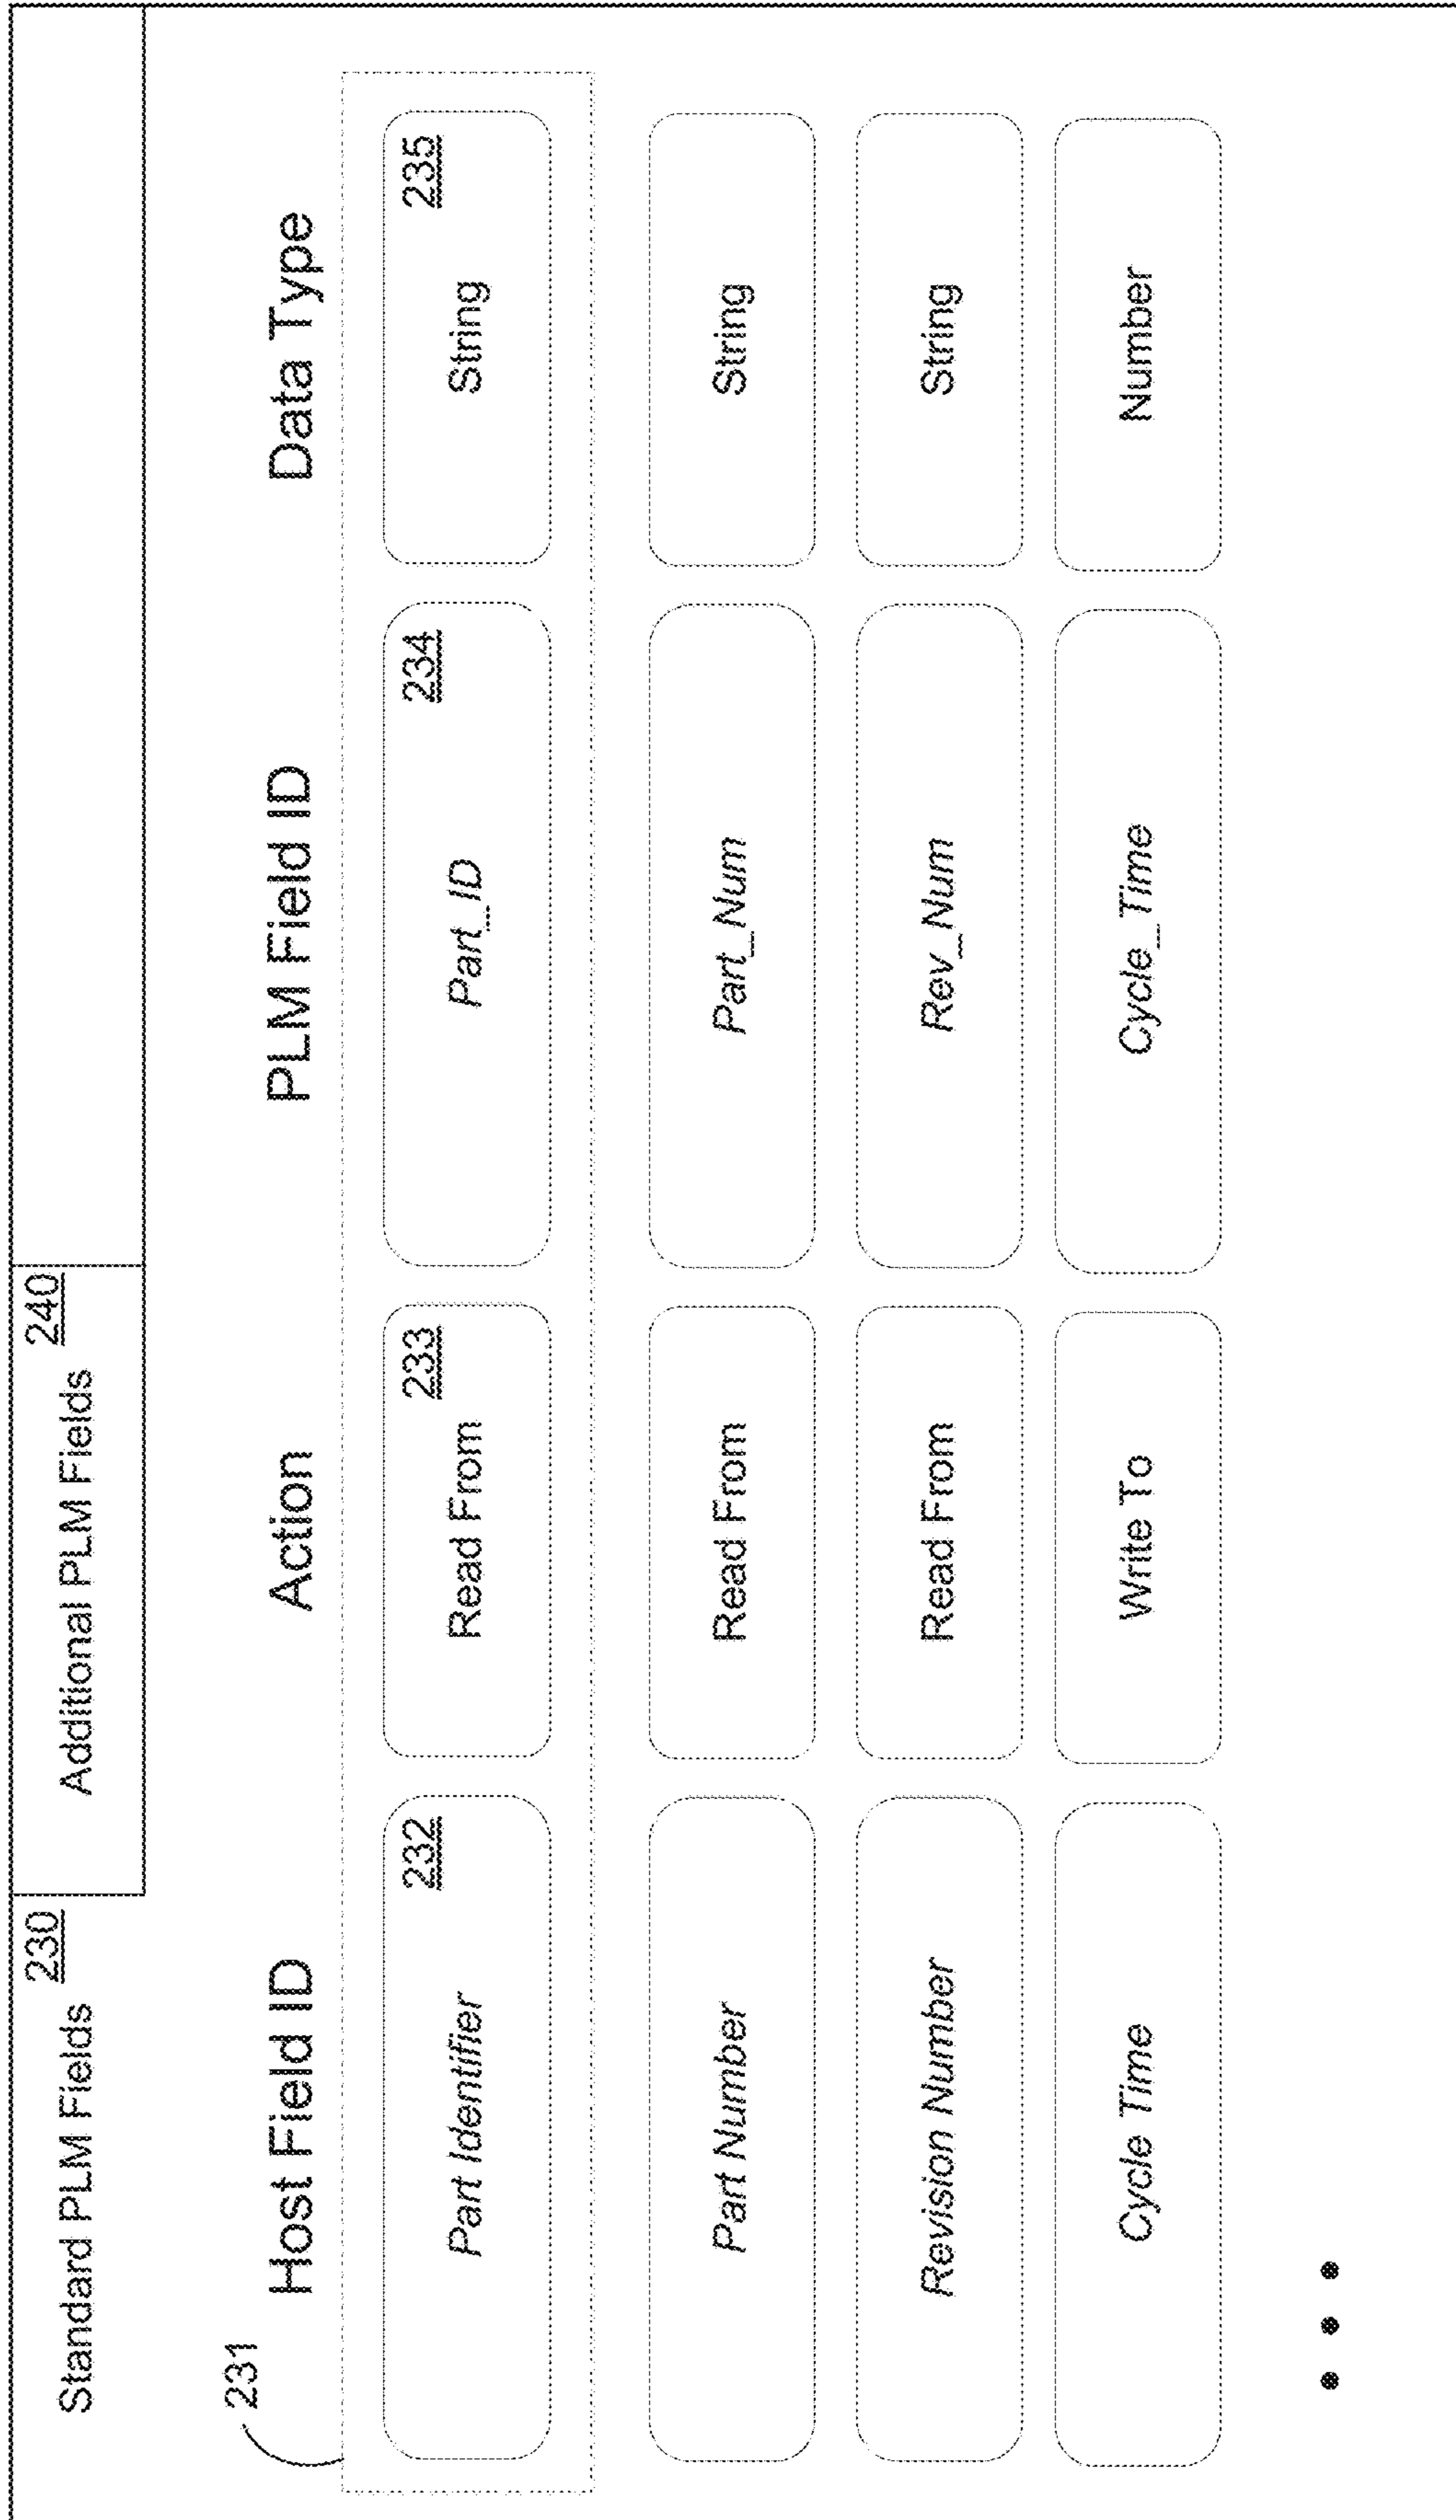 Standard PLM Fields 230
Additional PLM Fields 240
231
Host Field ID Action PLM Field ID Data Type
Part Identifier 232 Read From 233 Part_ID 234 String 235
Part Number Read From Part_Num String
Revision Number Read From Rev_Num String
Cycle Time Write To Cycle_Time Number